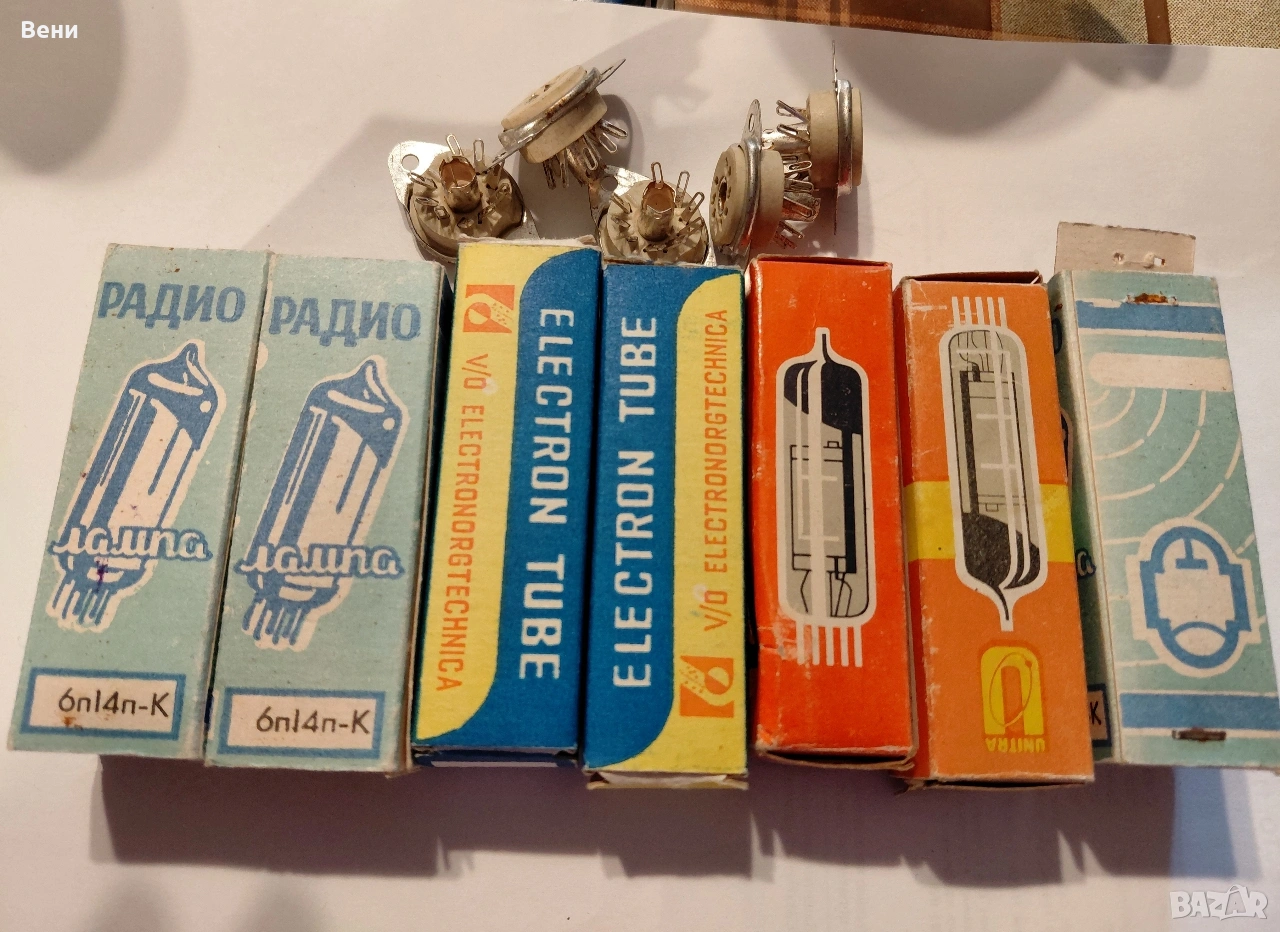 Вени
РАДИО
лампа
6п14п-К
РАДИО
лампа
6п14п-К
V/O ELECTRONORGTECHNICA
ELECTRON TUBE
ELECTRON TUBE
V/O ELECTRONORGTECHNICA
UNITRA
К
BAZAR